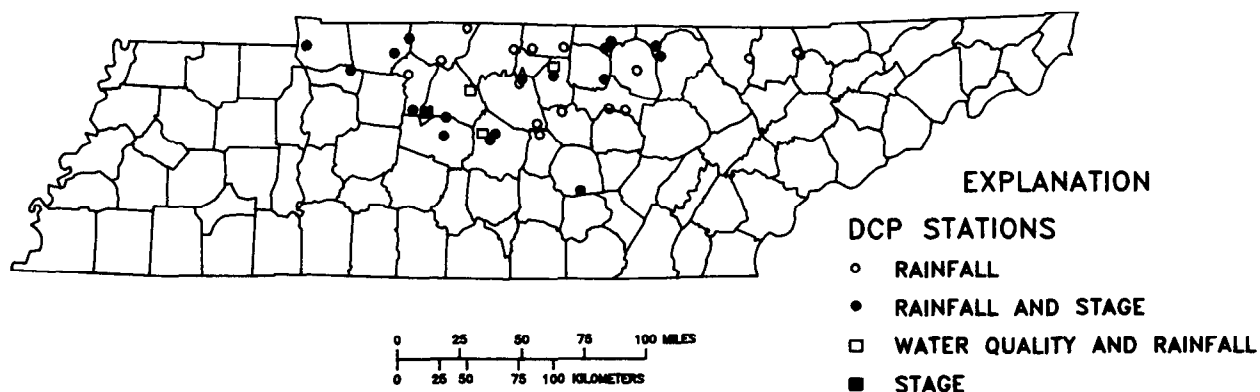 EXPLANATION
DCP STATIONS
RAINFALL
RAINFALL AND STAGE
WATER QUALITY AND RAINFALL
STAGE
0 25 50 75 100 MILES
0 25 50 75 100 KILOMETERS